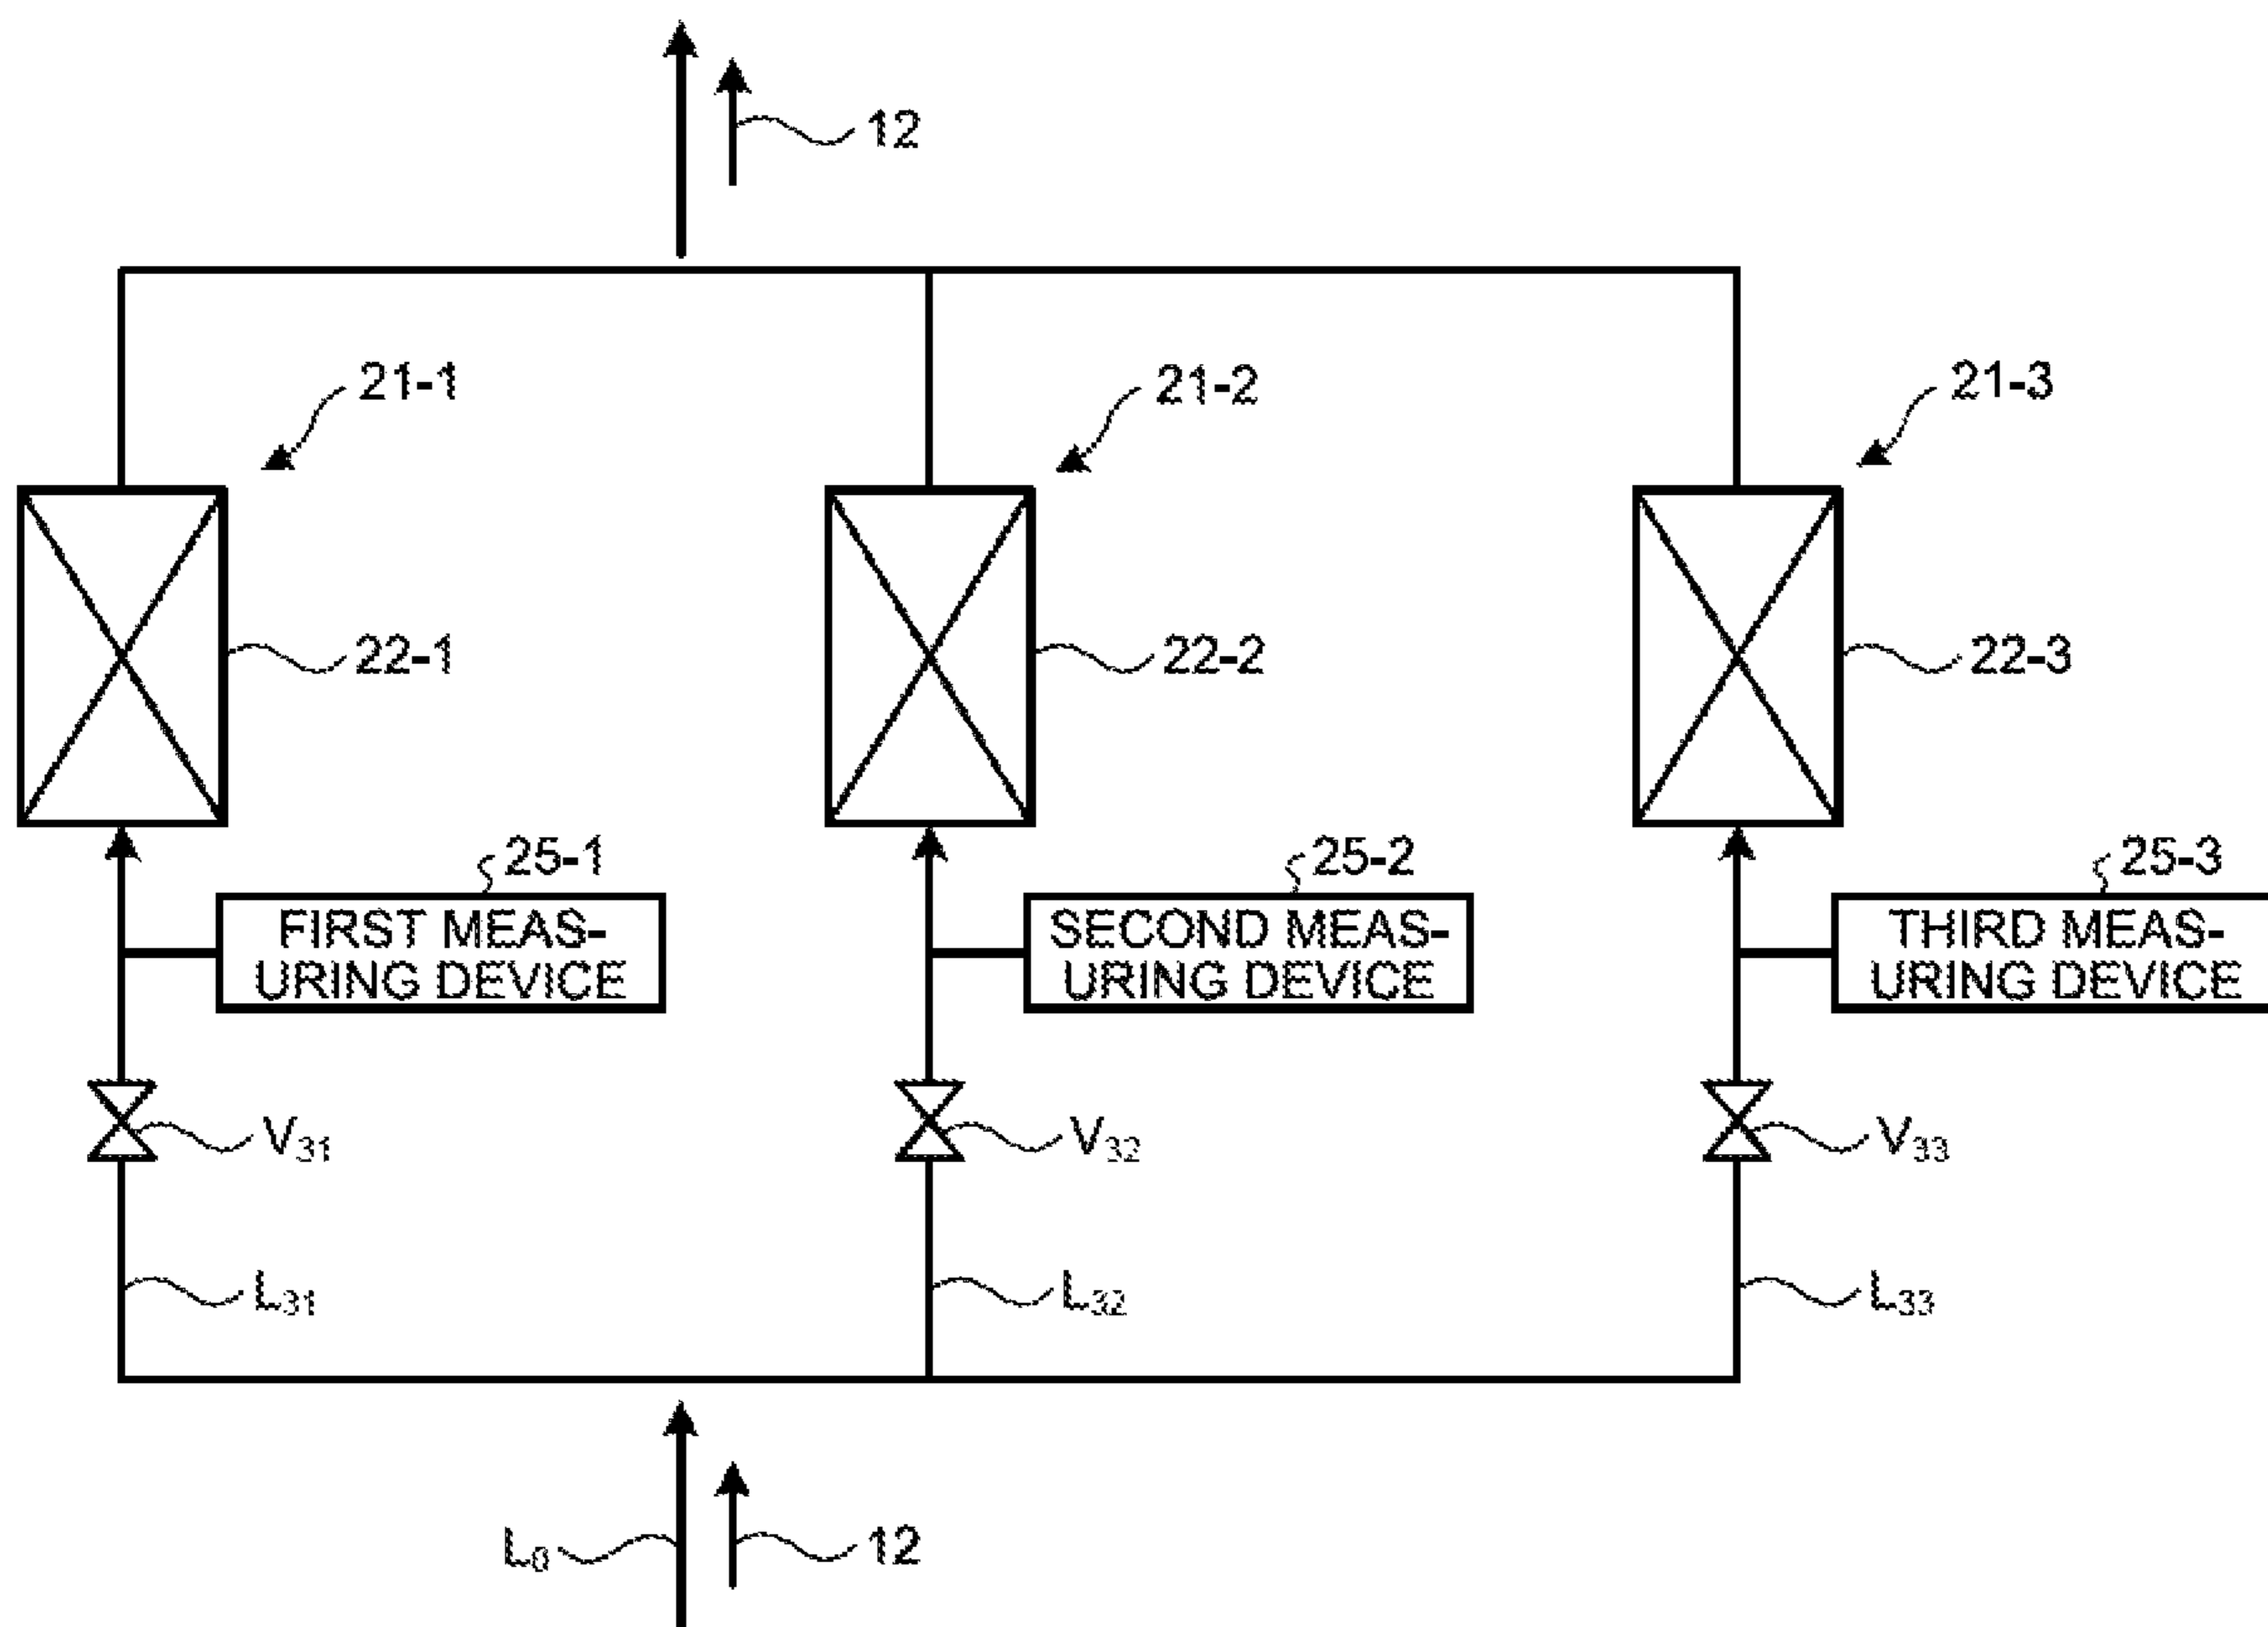 12
21-1
21-2
21-3
22-1
22-2
22-3
25-1
25-2
25-3
FIRST MEAS-
URING DEVICE
SECOND MEAS-
URING DEVICE
THIRD MEAS-
URING DEVICE
V31
V32
V33
L31
L32
L33
L0
12